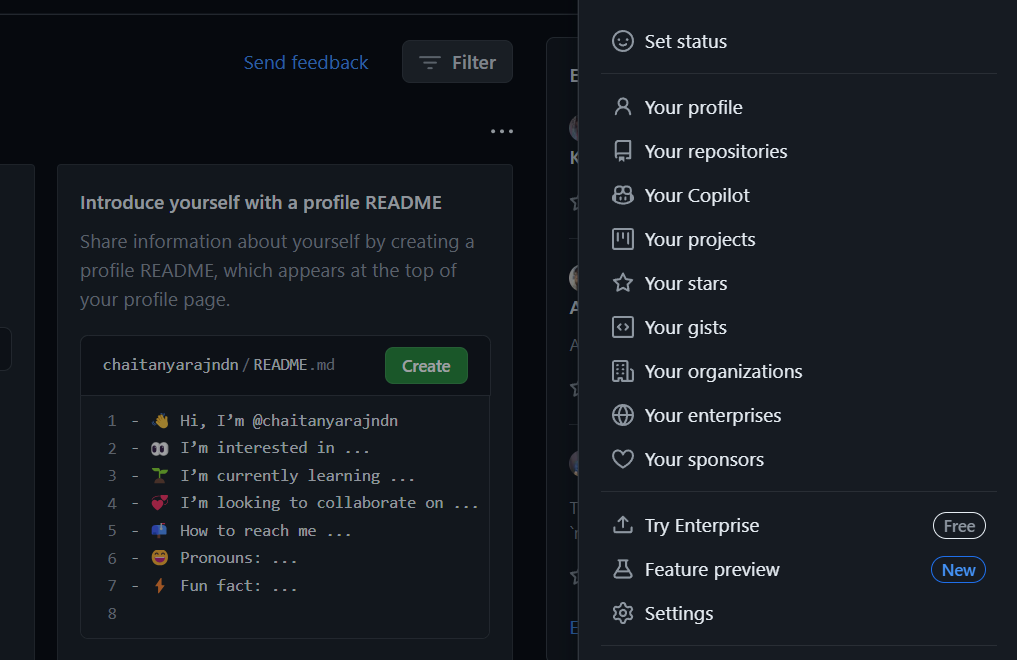 Send feedback
Filter
Introduce yourself with a profile README
Share information about yourself by creating a
profile README, which appears at the top of
your profile page.
chaitanyarajndn/README.md
Create
1 - 👋 Hi, I’m @chaitanyarajndn
2 - 👀 I’m interested in ...
3 - 🌱 I’m currently learning ...
4 - 💞️ I’m looking to collaborate on ...
5 - 📫 How to reach me ...
6 - 😄 Pronouns: ...
7 - ⚡ Fun fact: ...
8
Set status
Your profile
Your repositories
Your Copilot
Your projects
Your stars
Your gists
Your organizations
Your enterprises
Your sponsors
Try Enterprise Free
Feature preview New
Settings